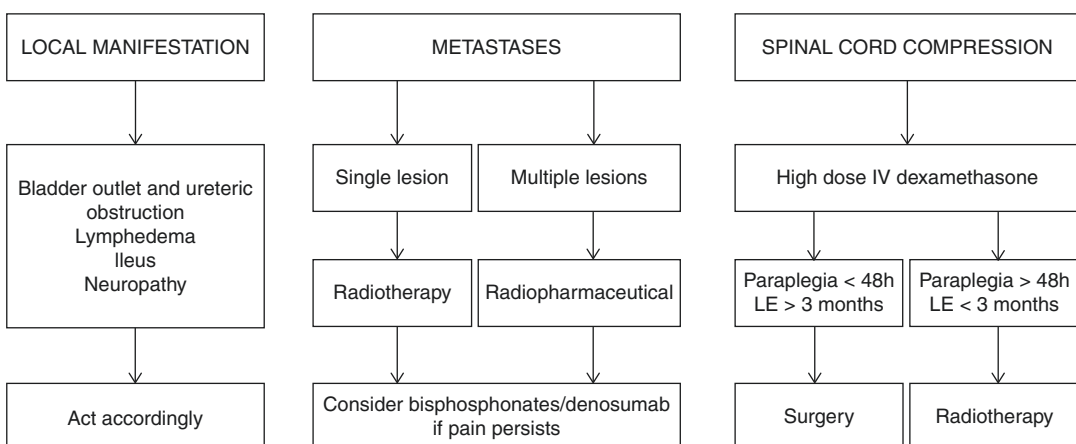 LOCAL MANIFESTATION
Bladder outlet and ureteric
obstruction
Lymphedema
Ileus
Neuropathy
Act accordingly
METASTASES
Single lesion
Multiple lesions
Radiotherapy
Radiopharmaceutical
Consider bisphosphonates/denosumab
if pain persists
SPINAL CORD COMPRESSION
High dose IV dexamethasone
Paraplegia < 48h
LE > 3 months
Paraplegia > 48h
LE < 3 months
Surgery
Radiotherapy